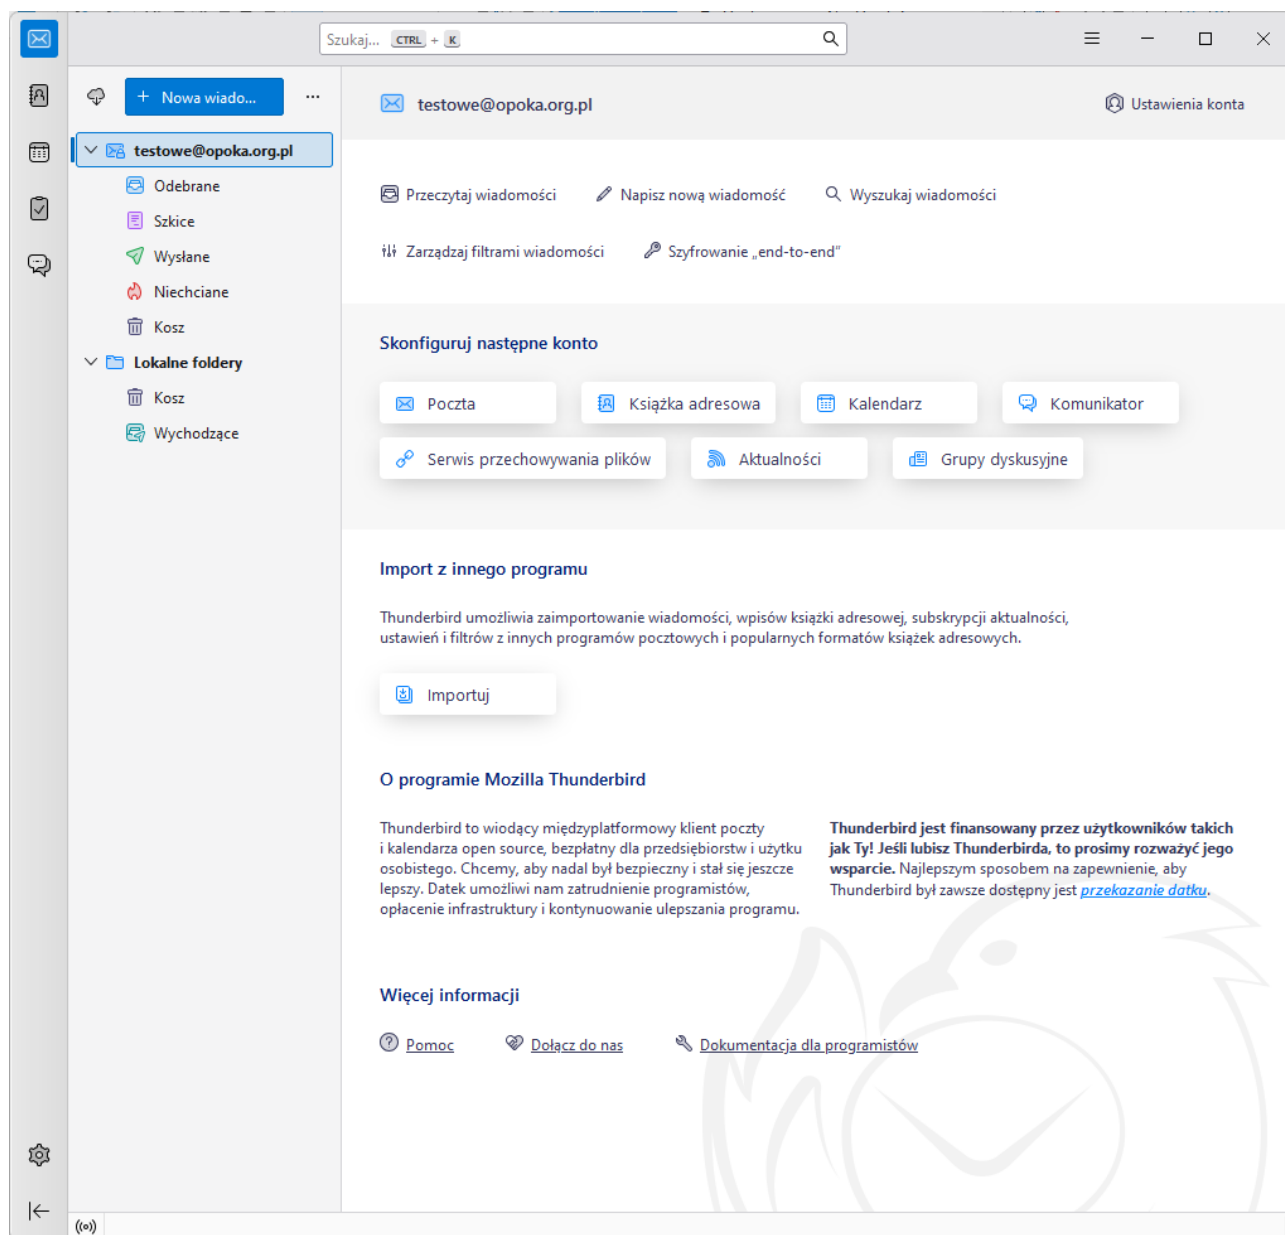 Szukaj... CTRL + K
+ Nowa wiado... ...
testowe@opoka.org.pl
Odebrane
Szkice
Wysłane
Niechciane
Kosz
Lokalne foldery
Kosz
Wychodzące
testowe@opoka.org.pl Ustawienia konta
Przeczytaj wiadomości Napisz nową wiadomość Wyszukaj wiadomości
Zarządzaj filtrami wiadomości Szyfrowanie „end-to-end”
Skonfiguruj następne konto
Poczta Książka adresowa Kalendarz Komunikator
Serwis przechowywania plików Aktualności Grupy dyskusyjne
Import z innego programu
Thunderbird umożliwia zaimportowanie wiadomości, wpisów książki adresowej, subskrypcji aktualności,
ustawień i filtrów z innych programów pocztowych i popularnych formatów książek adresowych.
Importuj
O programie Mozilla Thunderbird
Thunderbird to wiodący międzyplatformowy klient poczty
i kalendarza open source, bezpłatny dla przedsiębiorstw i użytku
osobistego. Chcemy, aby nadal był bezpieczny i stał się jeszcze
lepszy. Datek umożliwi nam zatrudnienie programistów,
opłacenie infrastruktury i kontynuowanie ulepszania programu.
Thunderbird jest finansowany przez użytkowników takich
jak Ty! Jeśli lubisz Thunderbirda, to prosimy rozważyć jego
wsparcie. Najlepszym sposobem na zapewnienie, aby
Thunderbird był zawsze dostępny jest przekazanie datku.
Więcej informacji
Pomoc Dołącz do nas Dokumentacja dla programistów